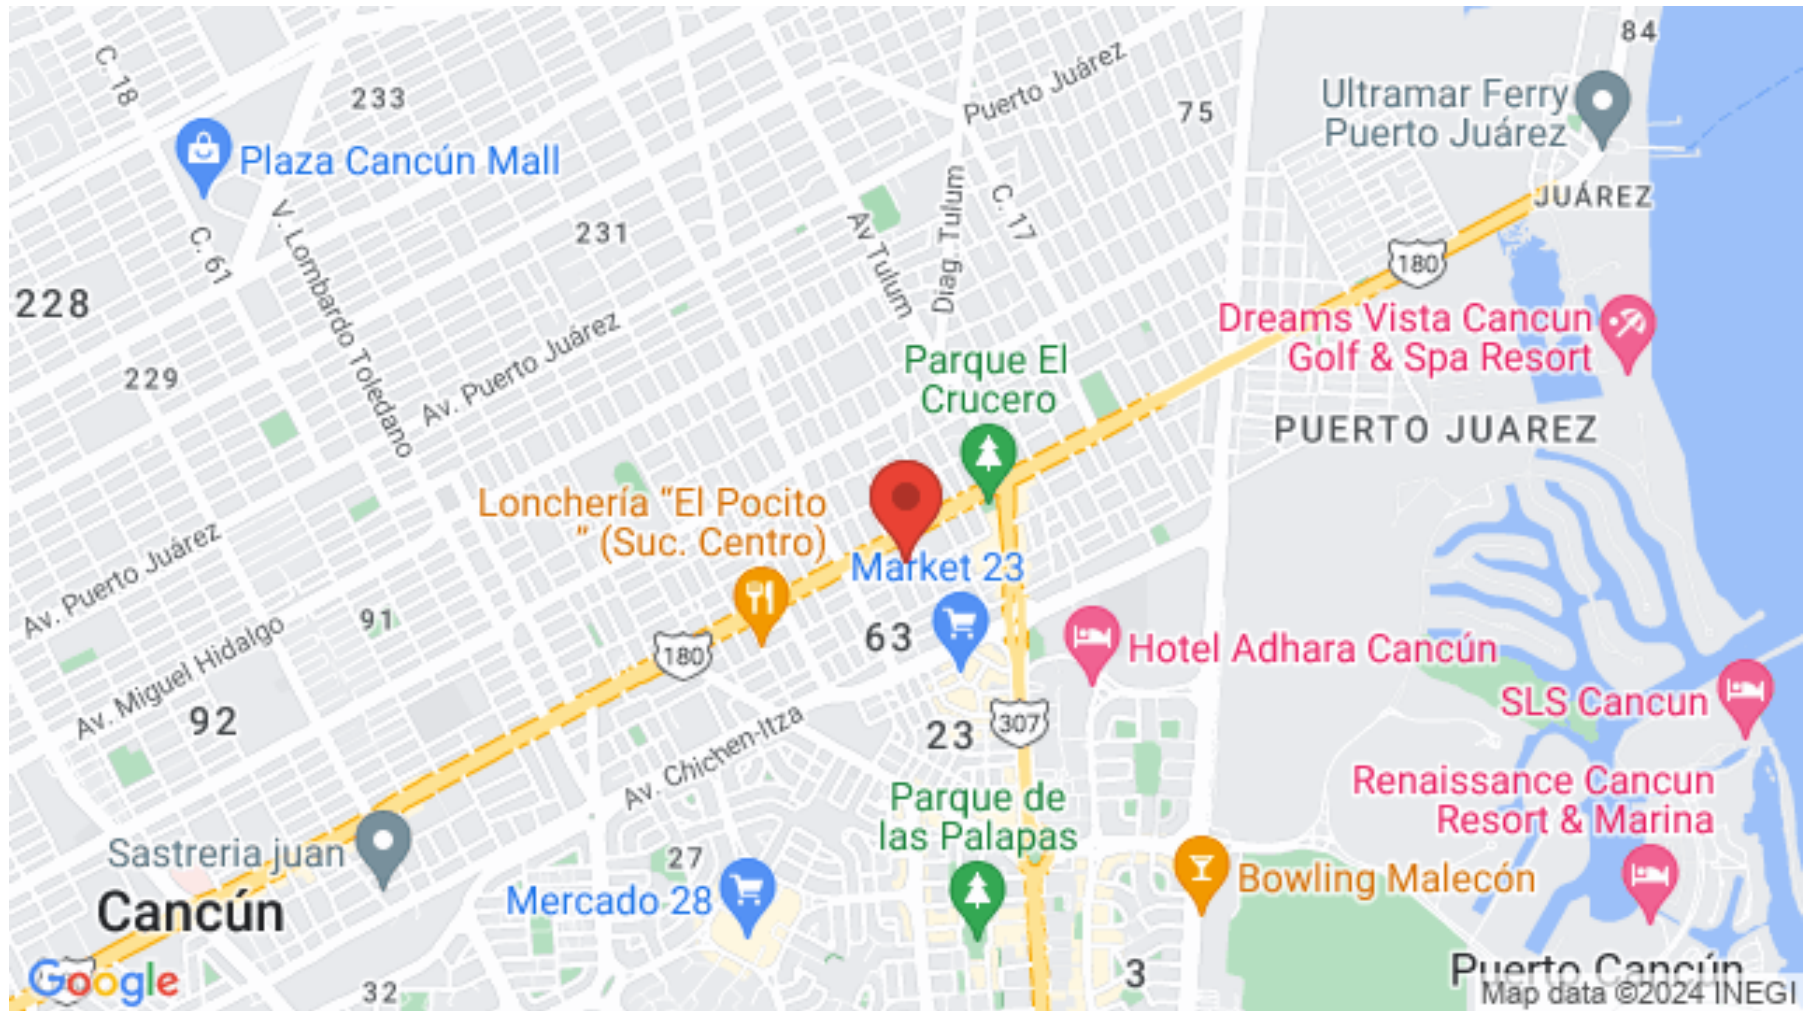 84
C. 18
233
Puerto Juárez
75
Ultramar Ferry
Puerto Juárez
Plaza Cancún Mall
JUÁREZ
C. 61
V. Lombardo Toledano
231
Av Tulum
Diag. Tulum
C. 17
180
228
Dreams Vista Cancun
Golf & Spa Resort
229
Av. Puerto Juárez
Parque El
Crucero
PUERTO JUAREZ
Lonchería "El Pocito
" (Suc. Centro)
Market 23
Av. Puerto Juárez
91
Av. Miguel Hidalgo
180
63
Hotel Adhara Cancún
SLS Cancun
92
23
307
Av. Chichen-Itza
Renaissance Cancun
Resort & Marina
Parque de
las Palapas
Sastreria juan
27
Bowling Malecón
Mercado 28
Cancún
3
Puerto Cancún
Google
32
Map data ©2024 INEGI